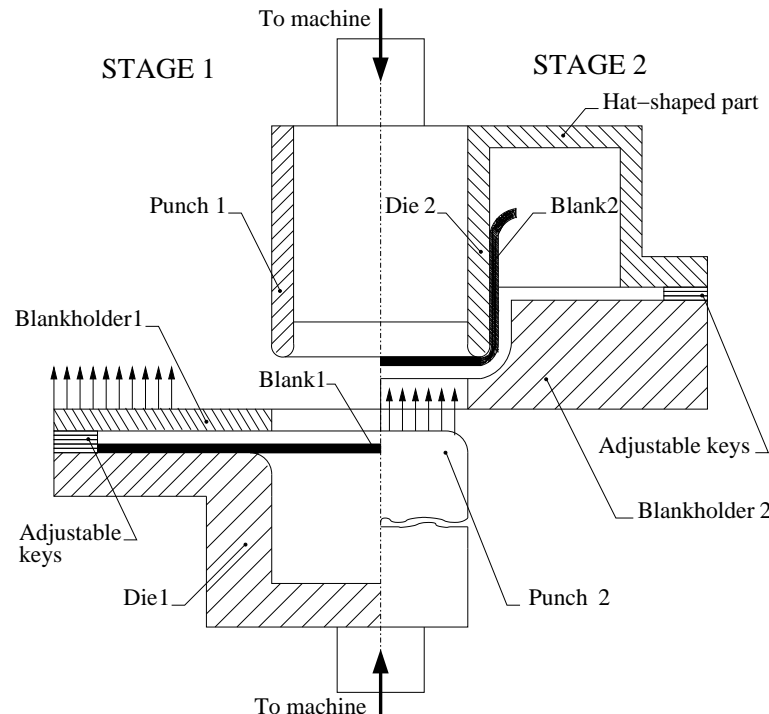 To machine
STAGE 1
STAGE 2
Hat-shaped part
Punch 1
Die 2
Blank2
Blankholder1
Blank1
Adjustable keys
Adjustable
keys
Blankholder 2
Die1
Punch 2
To machine